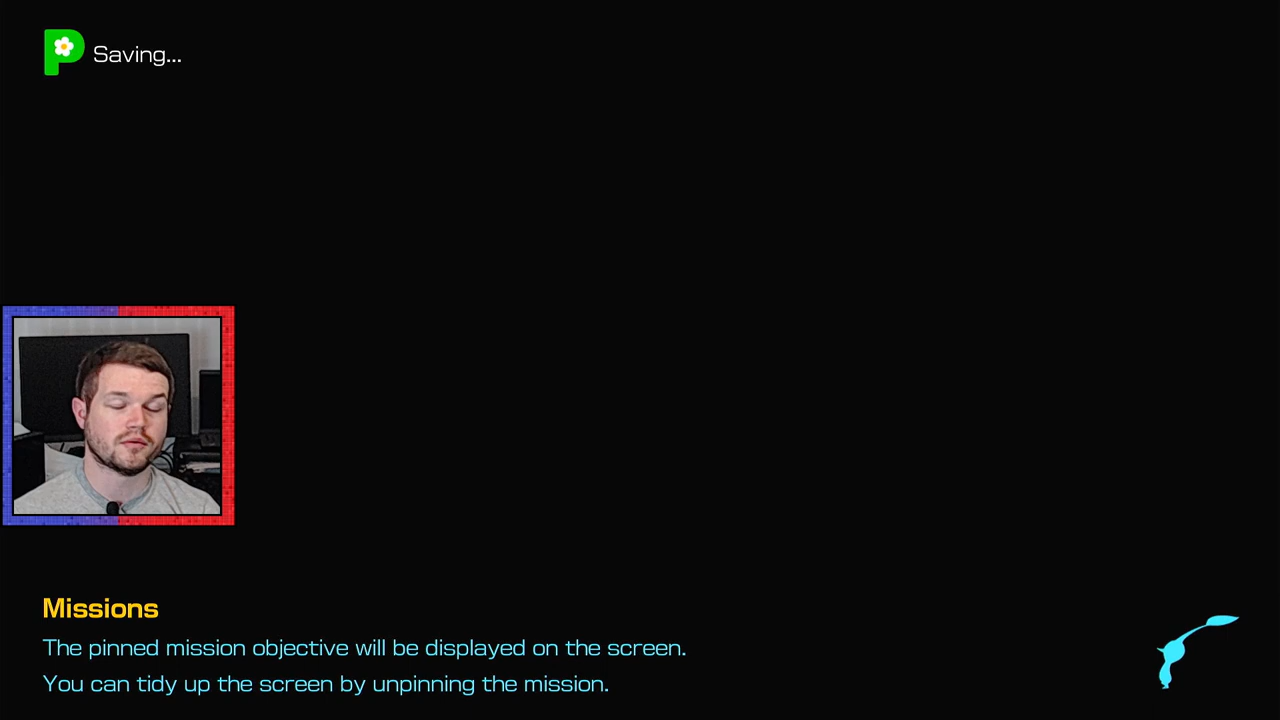 Saving...
Missions
The pinned mission objective will be displayed on the screen.
You can tidy up the screen by unpinning the mission.